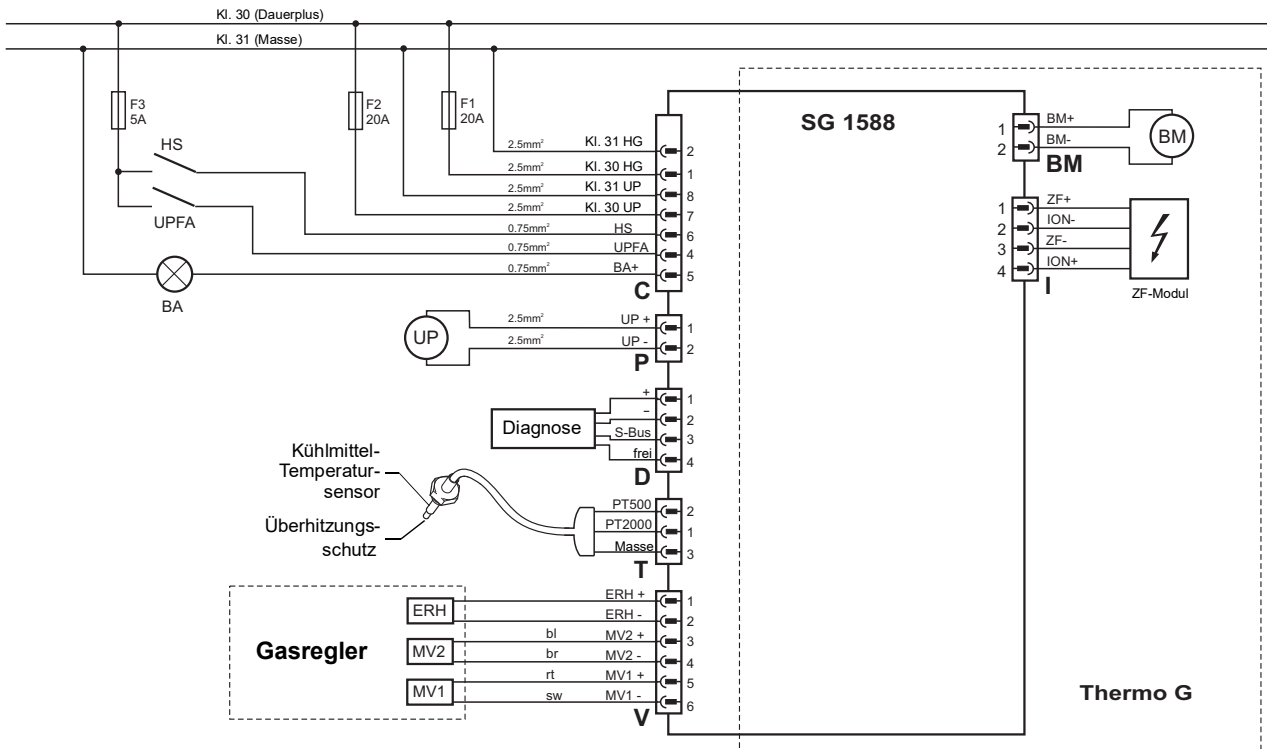 Kl. 30 (Dauerplus)
Kl. 31 (Masse)
F3
5A
F2
20A
F1
20A
HS
UPFA
BA
2.5mm² Kl. 31 HG 2
2.5mm² Kl. 30 HG 1
2.5mm² Kl. 31 UP 8
2.5mm² Kl. 30 UP 7
0.75mm² HS 6
0.75mm² UPFA 4
0.75mm² BA+ 5
C
UP
2.5mm² UP + 1
2.5mm² UP - 2
P
Diagnose
+ 1
− 2
S-Bus 3
frei 4
D
Kühlmittel-
Temperatur-
sensor
Überhitzungs-
schutz
PT500 2
PT2000 1
Masse 3
T
Gasregler
ERH
MV2
MV1
ERH + 1
ERH - 2
bl MV2 + 3
br MV2 - 4
rt MV1 + 5
sw MV1 - 6
V
SG 1588
1 BM+
2 BM-
BM
BM
1 ZF+
2 ION-
3 ZF-
4 ION+
I
ZF-Modul
Thermo G